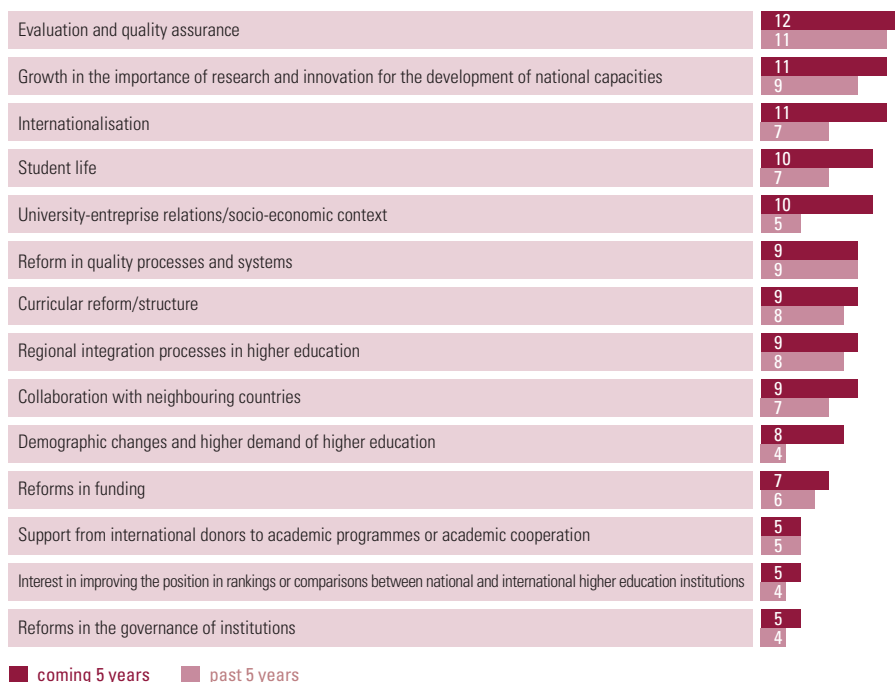 Evaluation and quality assurance
12
11
Growth in the importance of research and innovation for the development of national capacities
11
9
Internationalisation
11
7
Student life
10
7
University-entreprise relations/socio-economic context
10
5
Reform in quality processes and systems
9
9
Curricular reform/structure
9
8
Regional integration processes in higher education
9
8
Collaboration with neighbouring countries
9
7
Demographic changes and higher demand of higher education
8
4
Reforms in funding
7
6
Support from international donors to academic programmes or academic cooperation
5
5
Interest in improving the position in rankings or comparisons between national and international higher education institutions
5
4
Reforms in the governance of institutions
5
4
coming 5 years past 5 years